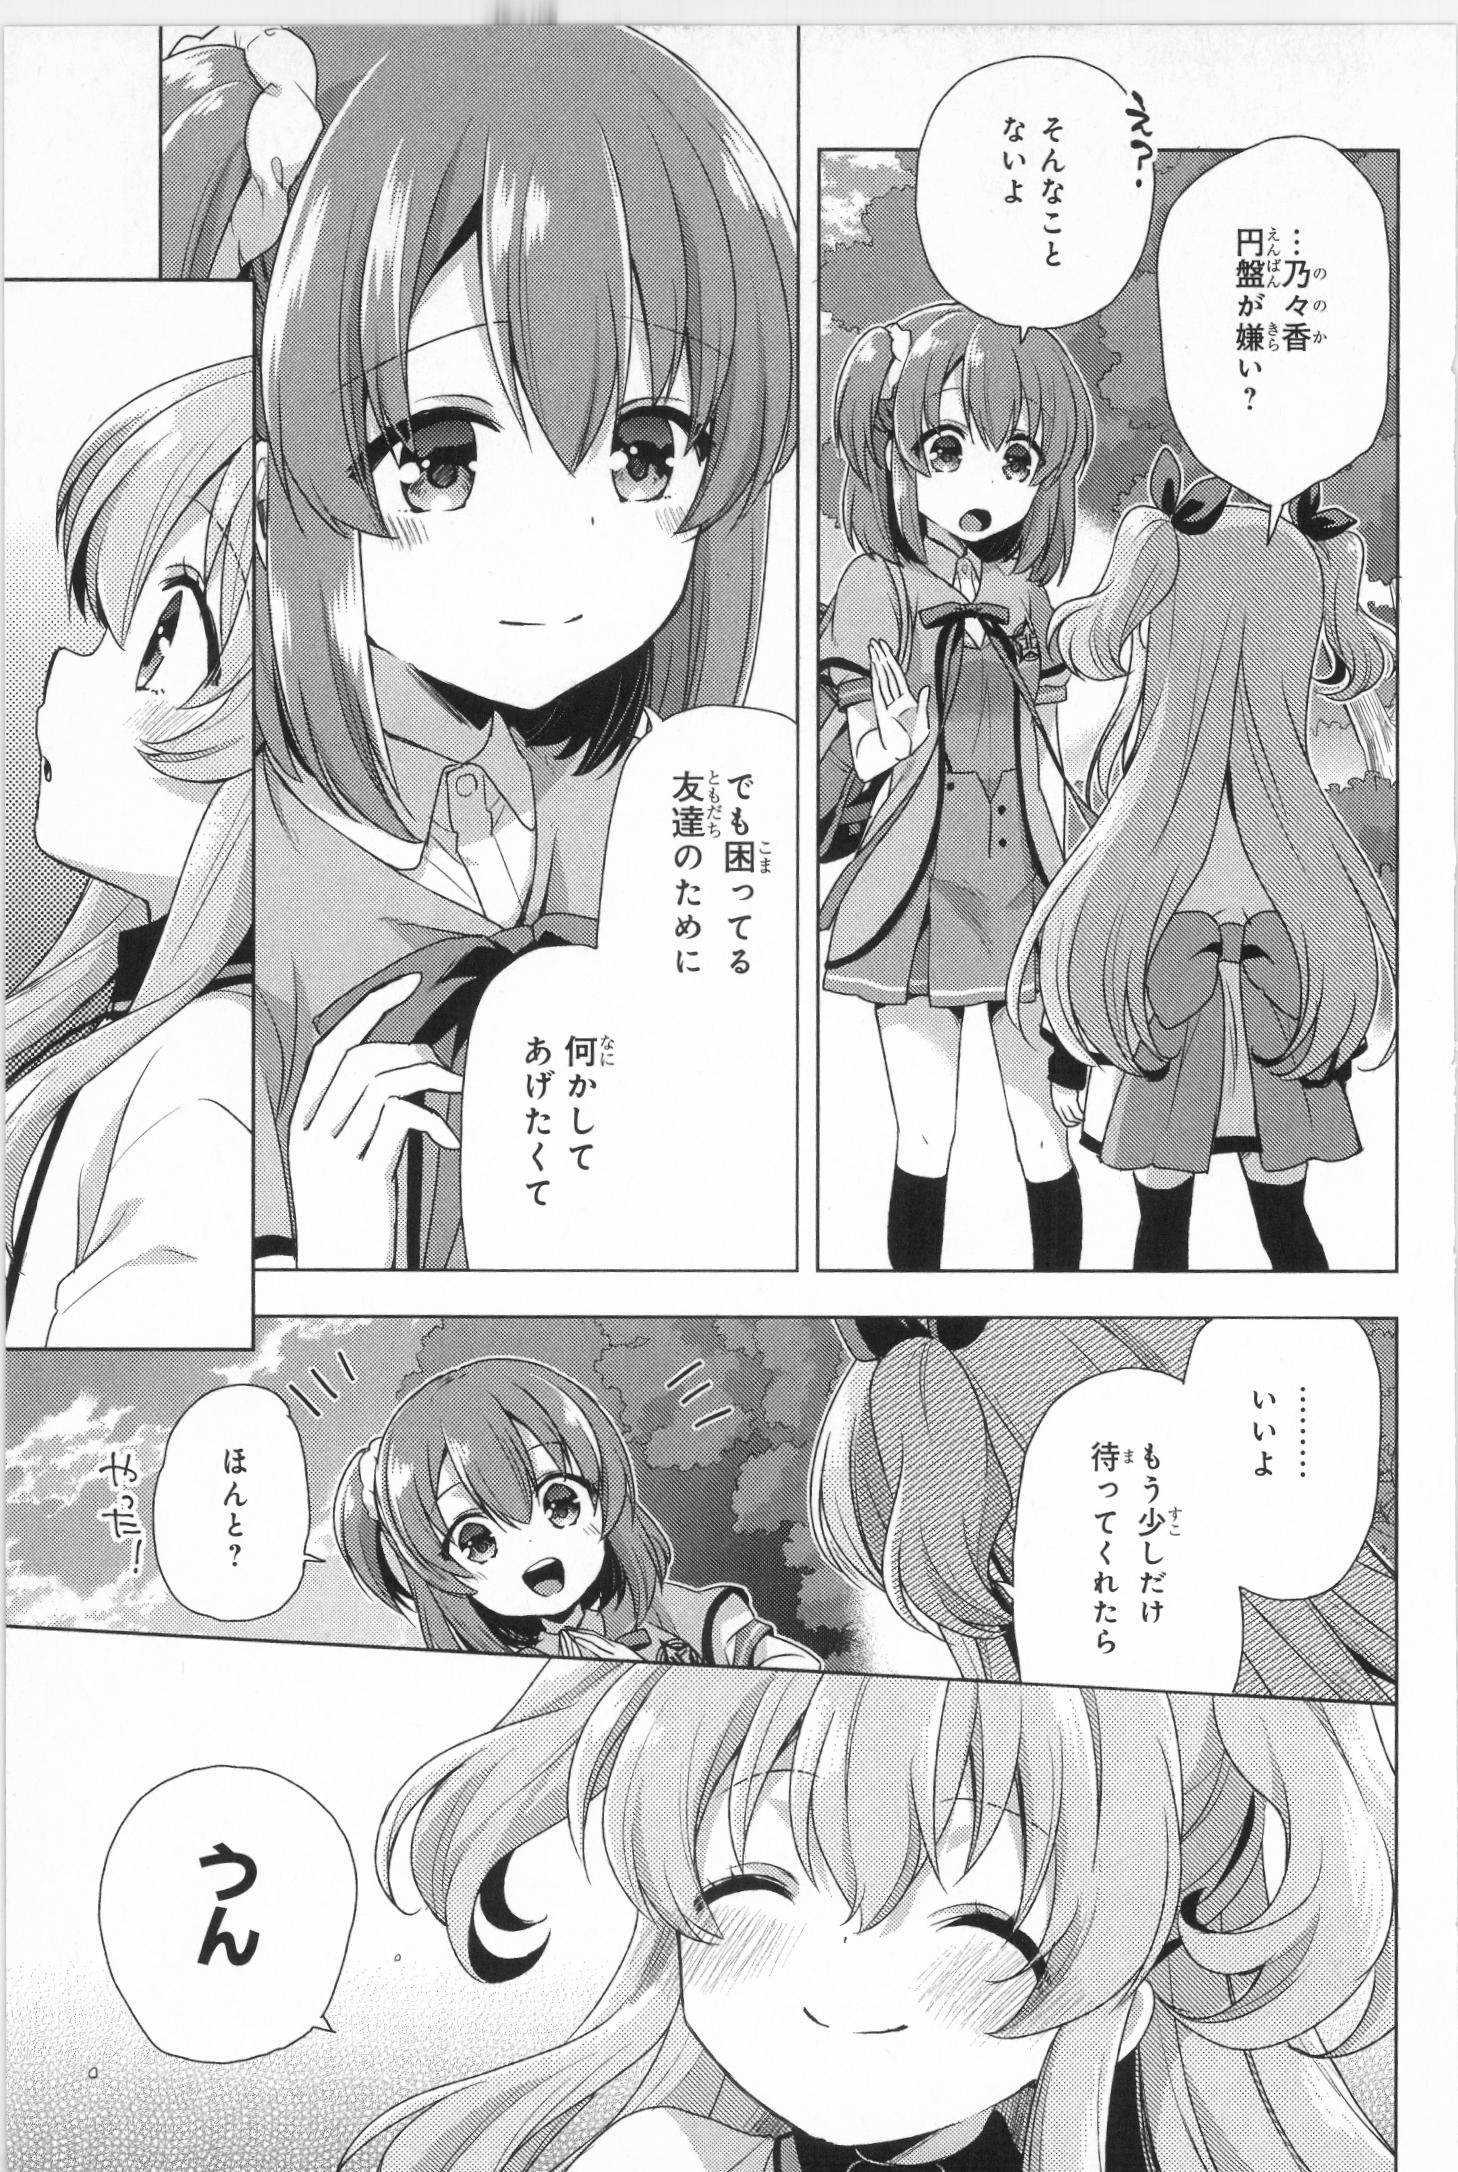 …乃々香
円盤が嫌い?
え?
そんなこと
ないよ
でも困ってる
友達のために
何かして
あげたくて
………
いいよ
もう少しだけ
待ってくれたら
ほんと?
やった!
うん